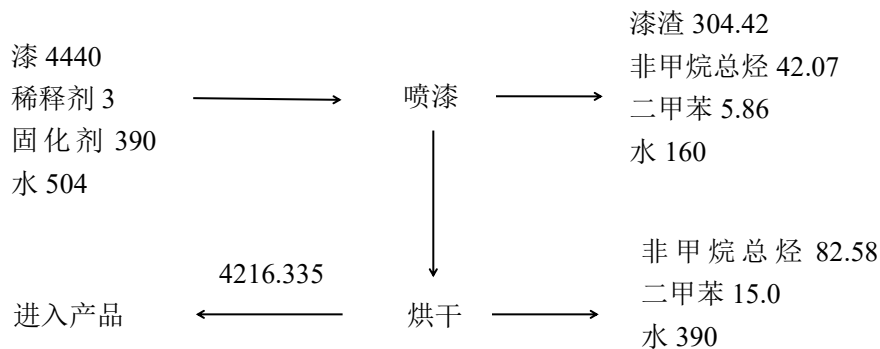 漆 4440
稀释剂 3
固化剂 390
水 504
喷漆
漆渣 304.42
非甲烷总烃 42.07
二甲苯 5.86
水 160
进入产品
4216.335
烘干
非甲烷总烃 82.58
二甲苯 15.0
水 390